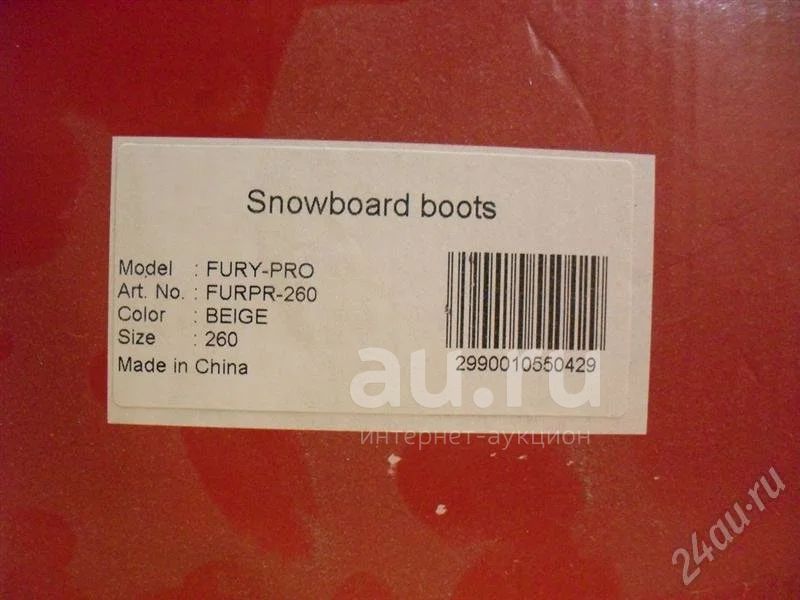 Snowboard boots
Model : FURY-PRO
Art. No. : FURPR-260
Color : BEIGE
Size : 260
Made in China
2990010550429
au.ru
интернет-аукцион
24au.ru